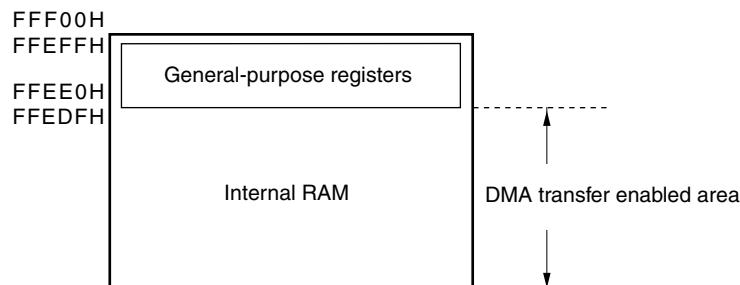 FFF00H
FFEFFH
General-purpose registers
FFEE0H
FFEDFH
Internal RAM
DMA transfer enabled area